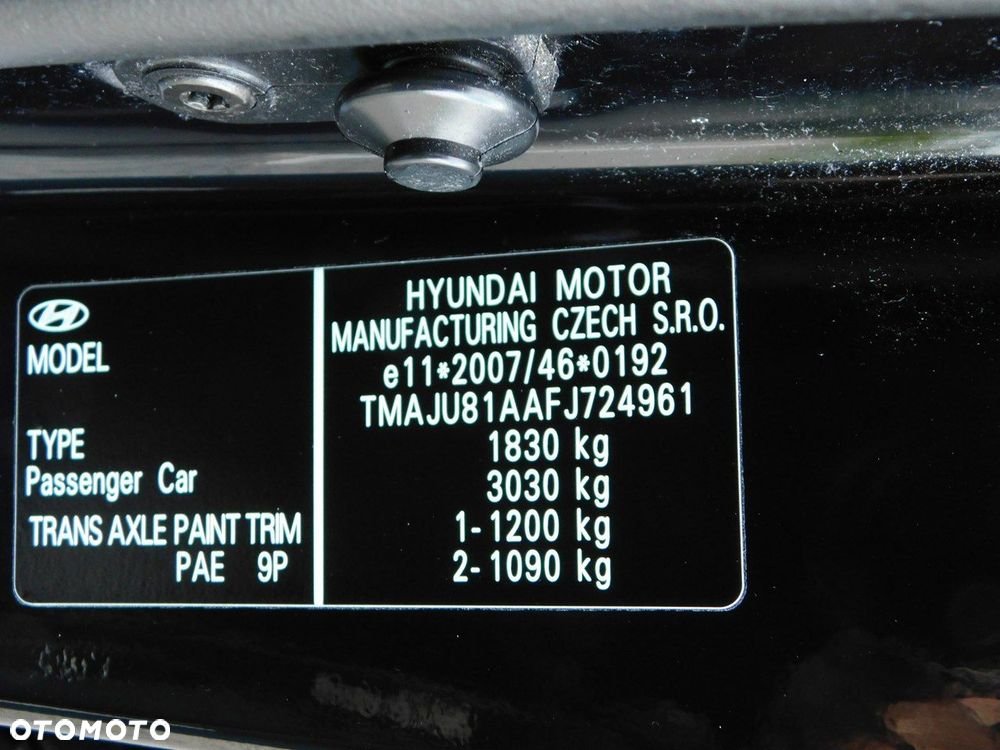 MODEL
TYPE
Passenger Car
TRANS AXLE PAINT TRIM
PAE 9P
HYUNDAI MOTOR
MANUFACTURING CZECH S.R.O.
e11*2007/46*0192
TMAJU81AAFJ724961
1830 kg
3030 kg
1-1200 kg
2-1090 kg
OTOMOTO